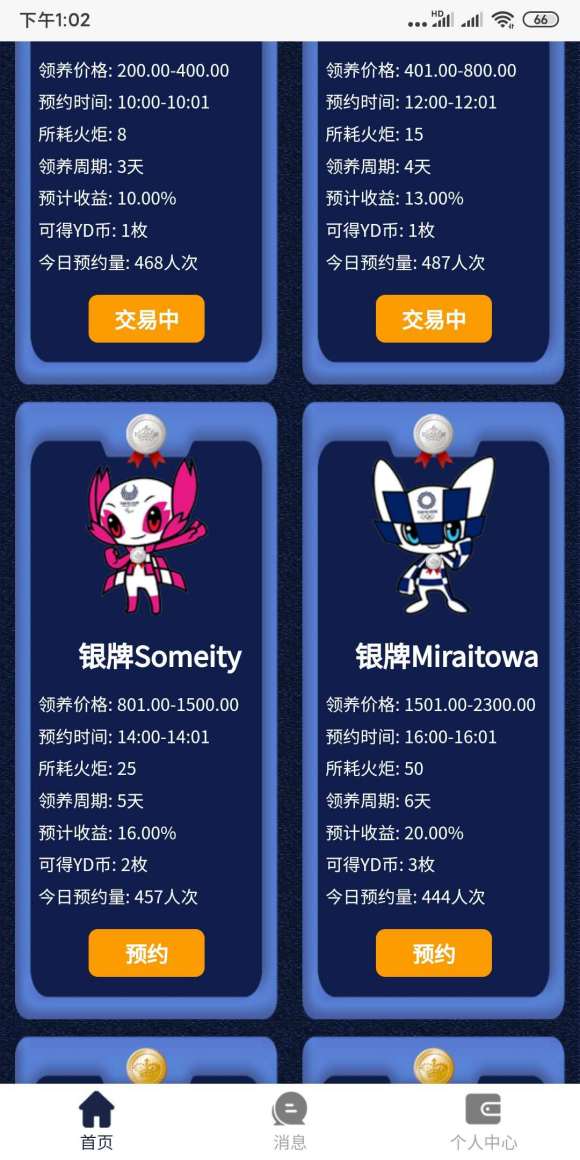 下午1:02
HD
66
领养价格: 200.00-400.00
预约时间: 10:00-10:01
所耗火炬: 8
领养周期: 3天
预计收益: 10.00%
可得YD币: 1枚
今日预约量: 468人次
交易中
领养价格: 401.00-800.00
预约时间: 12:00-12:01
所耗火炬: 15
领养周期: 4天
预计收益: 13.00%
可得YD币: 1枚
今日预约量: 487人次
交易中
银牌Someity
领养价格: 801.00-1500.00
预约时间: 14:00-14:01
所耗火炬: 25
领养周期: 5天
预计收益: 16.00%
可得YD币: 2枚
今日预约量: 457人次
预约
银牌Miraitowa
领养价格: 1501.00-2300.00
预约时间: 16:00-16:01
所耗火炬: 50
领养周期: 6天
预计收益: 20.00%
可得YD币: 3枚
今日预约量: 444人次
预约
首页
消息
个人中心